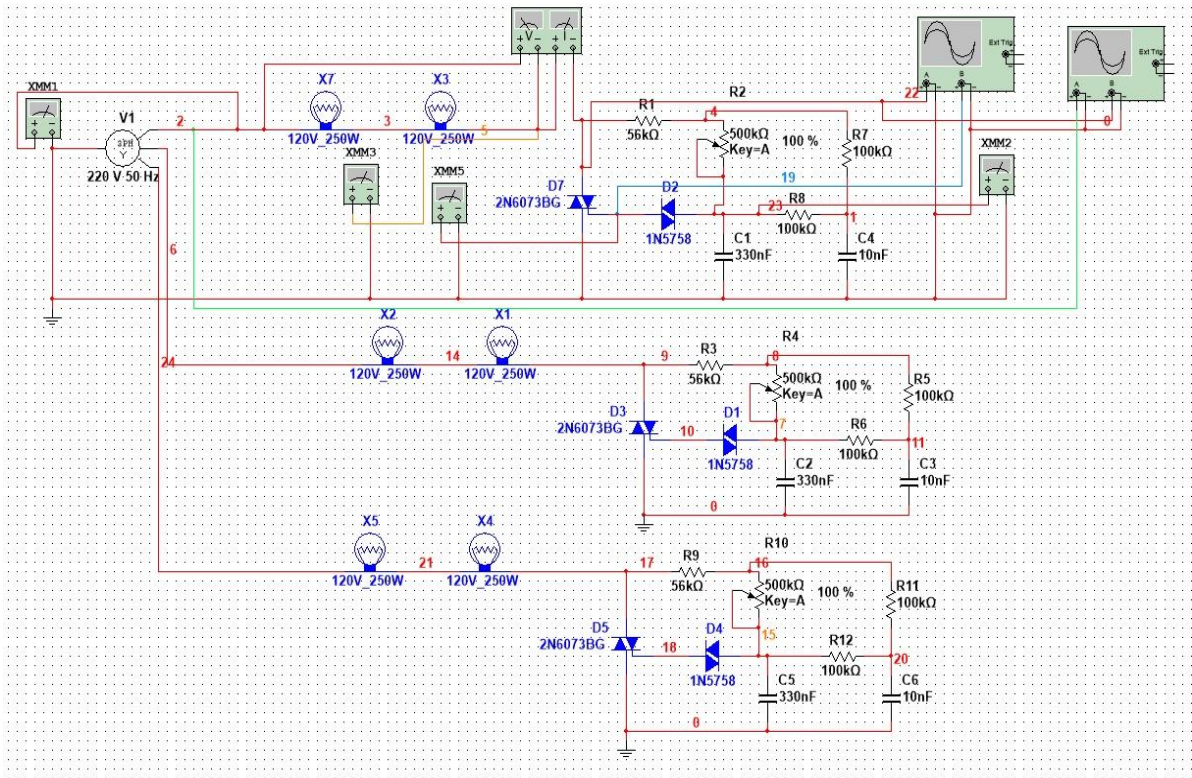 XMM1
V1
3PH
Y
220 V 50 Hz
2
X7
120V_250W
3
X3
120V_250W
5
XMM3
XMM5
V
I
R1
56kΩ
R2
4
500kΩ
Key=A
100 %
R7
100kΩ
22
A
B
Ext Trig
A
B
Ext Trig
0
XMM2
19
D7
2N6073BG
D2
1N5758
23
R8
100kΩ
1
C1
330nF
C4
10nF
6
24
X2
120V_250W
14
X1
120V_250W
9
R3
56kΩ
R4
8
500kΩ
Key=A
100 %
R5
100kΩ
D3
2N6073BG
10
D1
1N5758
7
R6
100kΩ
11
C2
330nF
C3
10nF
0
X5
120V_250W
21
X4
120V_250W
17
R9
56kΩ
R10
16
500kΩ
Key=A
100 %
R11
100kΩ
D5
2N6073BG
18
D4
1N5758
15
R12
100kΩ
20
C5
330nF
C6
10nF
0